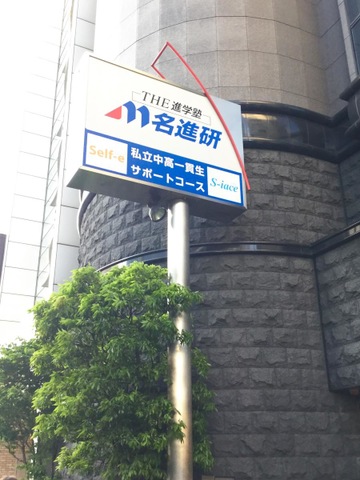 THE 進学塾
名進研
Self-e
私立中高一貫生
サポートコース
S-iace